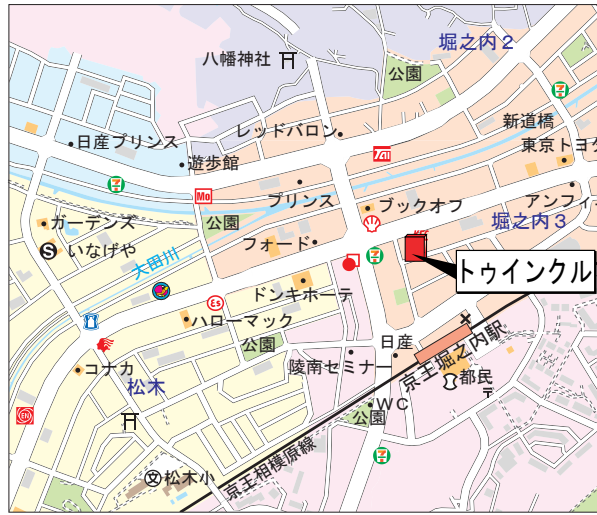 堀之内2
八幡神社
公園
新道橋
レッドバロン
日産プリンス
東京トヨタ
遊歩館
プリンス
ブックオフ
アンフィ
Mo
公園
堀之内3
ガーデンズ
いなげや
フォード
大田川
トゥインクル
Es
ドンキホーテ
ハローマック
日産
公園
京王堀之内駅
陵南セミナー
コナカ
都民
松木
WC
公園
EN
京王相模原線
文
松木小